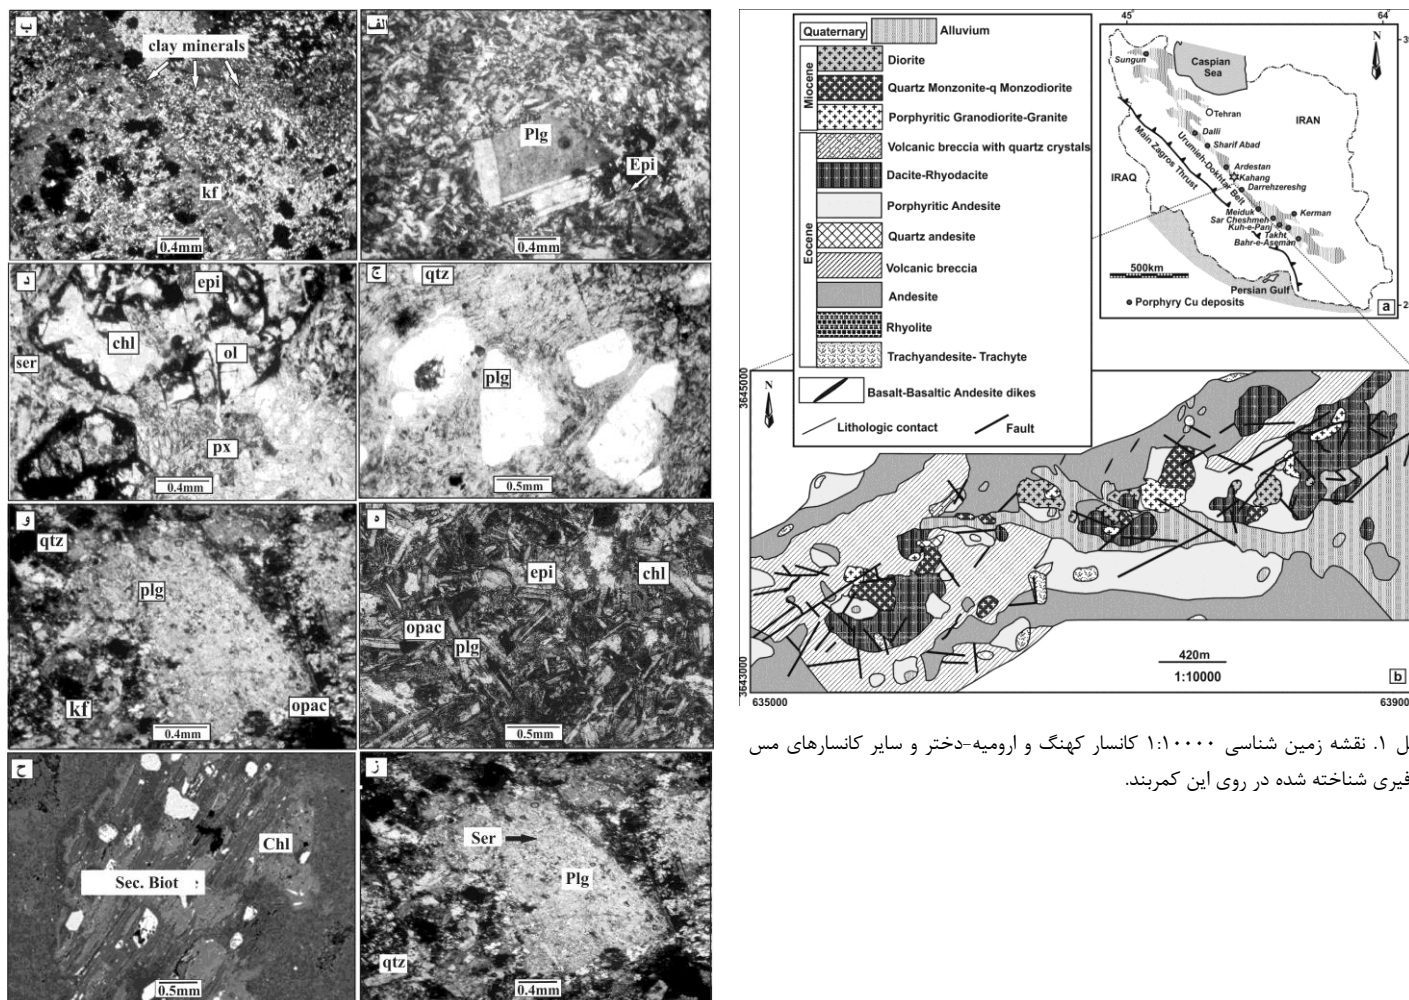 ب
clay minerals
kf
0.4mm
الف
Plg
Epi
0.4mm
د
epi
chl
ol
ser
px
0.4mm
ج
qtz
plg
0.5mm
و
qtz
plg
kf
opac
0.4mm
ه
epi
chl
opac
plg
0.5mm
ح
Chl
Sec. Biot
0.5mm
ز
Ser
Plg
qtz
0.4mm
Quaternary
Alluvium
Miocene
Diorite
Quartz Monzonite-q Monzodiorite
Porphyritic Granodiorite-Granite
Eocene
Volcanic breccia with quartz crystals
Dacite-Rhyodacite
Porphyritic Andesite
Quartz andesite
Volcanic breccia
Andesite
Rhyolite
Trachyandesite- Trachyte
Basalt-Basaltic Andesite dikes
Lithologic contact
Fault
45°
64°
N
Sungun
Caspian
Sea
Tehran
IRAN
Dalli
Sharif Abad
Main Zagros Thrust
Urumieh-Dokhtar Belt
Ardestan
Kahang
IRAQ
Darrehzereshg
Meiduk
Kerman
Sar Cheshmeh
Kuh-e-Panj
Takht
Bahr-e-Aseman
500km
Persian Gulf
Porphyry Cu deposits
a
3645000
N
420m
1:10000
b
3643000
635000
63900
ل ۱. نقشه زمین شناسی ۱:۱۰۰۰۰ کانسار کهنگ و ارومیه-دختر و سایر کانسارهای مس
فیری شناخته شده در روی این کمربند.